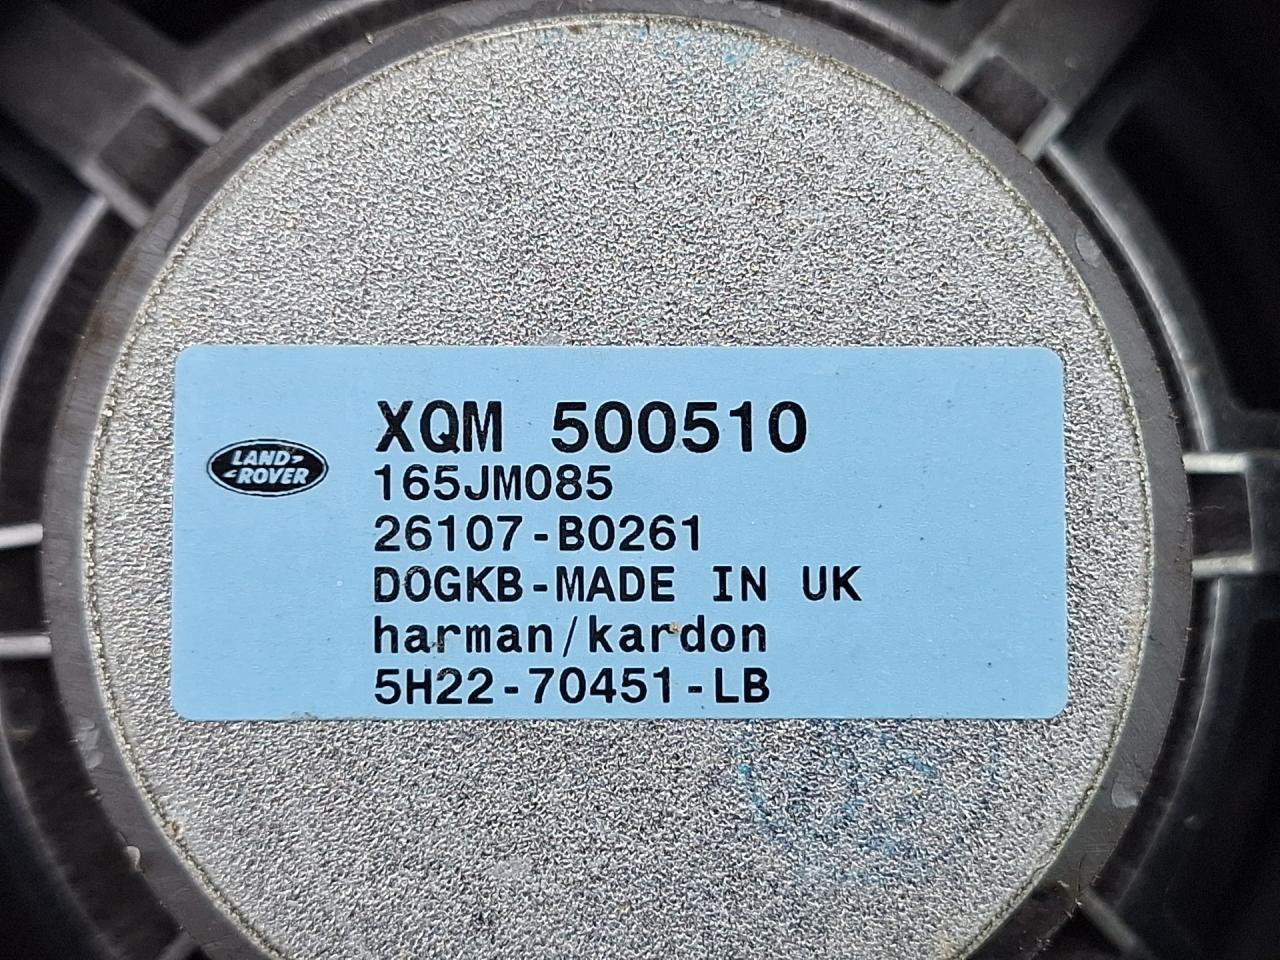 LAND-
-ROVER
XQM 500510
165JM085
26107-B0261
DOGKB-MADE IN UK
harman/kardon
5H22-70451-LB